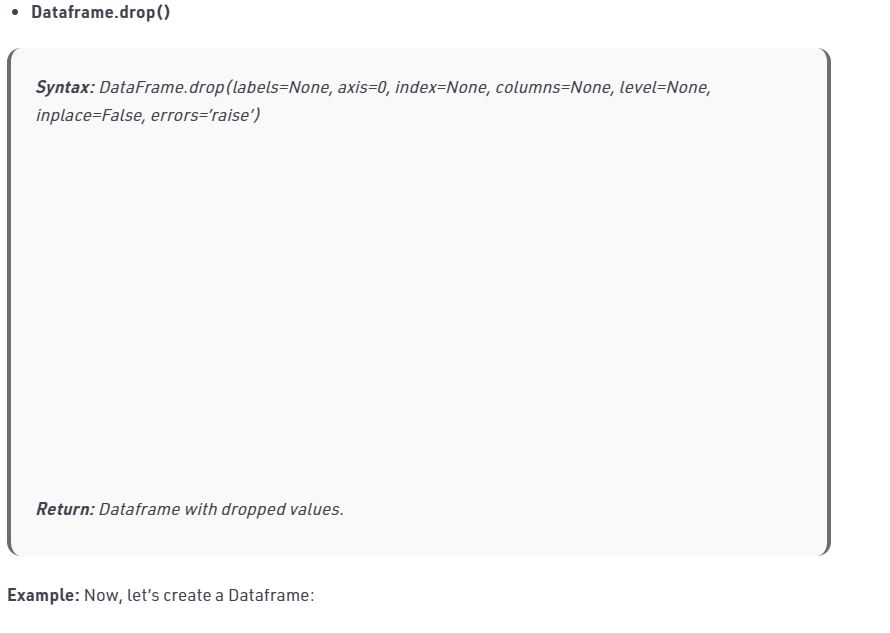 • Dataframe.drop()
Syntax: DataFrame.drop(labels=None, axis=0, index=None, columns=None, level=None,
inplace=False, errors=’raise’)
Return: Dataframe with dropped values.
Example: Now, let’s create a Dataframe: